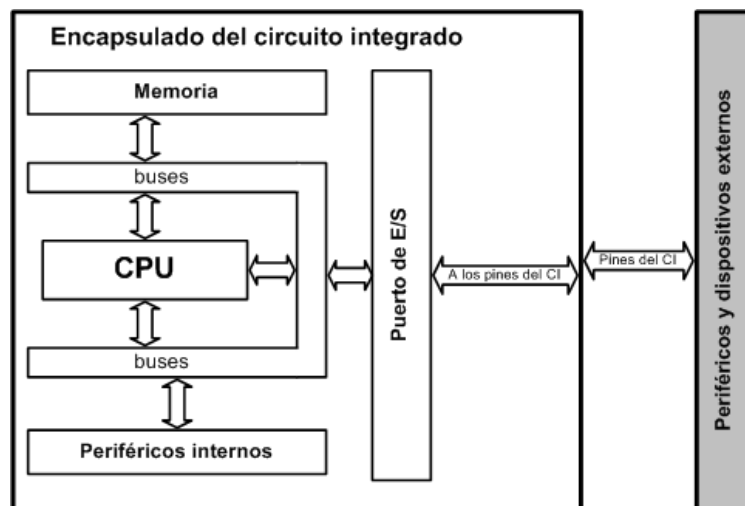 Encapsulado del circuito integrado
Memoria
buses
CPU
buses
Periféricos internos
Puerto de E/S
A los pines del CI
Pines del CI
Periféricos y dispositivos externos